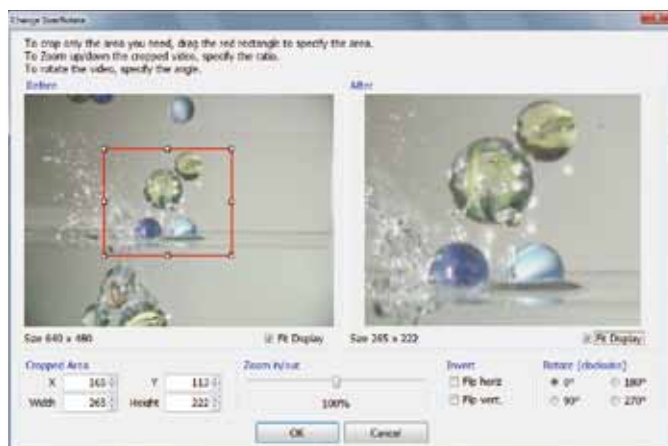 Change Size/Rotate
To crop only the area you need, drag the red rectangle to specify the area.
To Zoom up/down the cropped video, specify the ratio.
To rotate the video, specify the angle.
Before
After
Size 640 x 480
Fit Display
Size 265 x 222
Fit Display
Cropped Area
X
Y
Width 265
Height 222
Zoom in/out
100%
Invert
Flip horiz
Flip vert.
Rotate (clockwise)
0°
180°
90°
270°
OK
Cancel